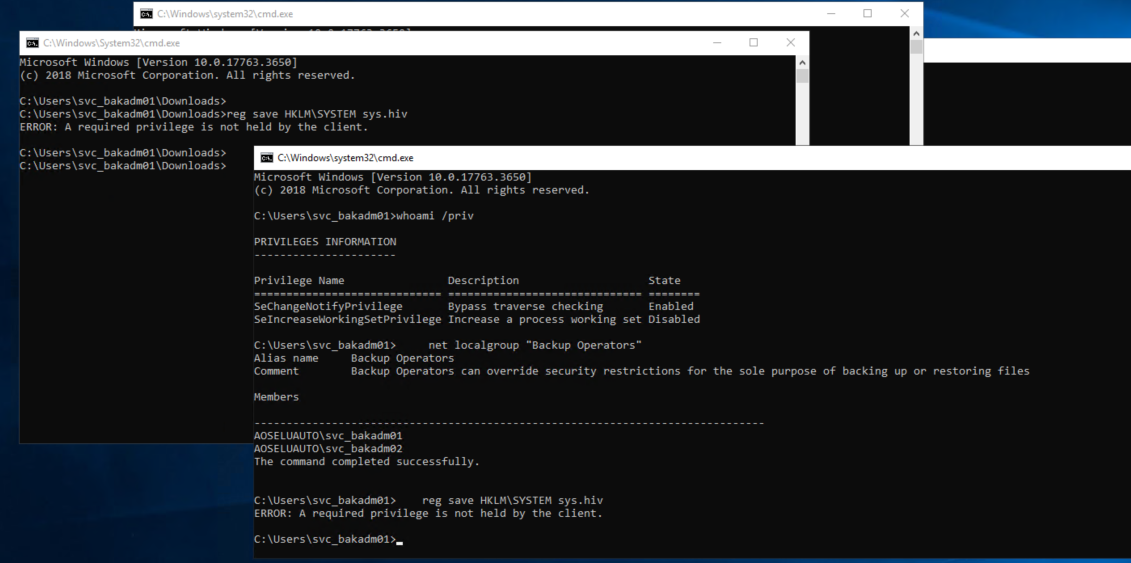 C:\Windows\system32\cmd.exe
C:\Windows\System32\cmd.exe
Microsoft Windows [Version 10.0.17763.3650]
(c) 2018 Microsoft Corporation. All rights reserved.
C:\Users\svc_bakadm01\Downloads>
C:\Users\svc_bakadm01\Downloads>reg save HKLM\SYSTEM sys.hiv
ERROR: A required privilege is not held by the client.
C:\Users\svc_bakadm01\Downloads>
C:\Users\svc_bakadm01\Downloads>
C:\Windows\system32\cmd.exe
Microsoft Windows [Version 10.0.17763.3650]
(c) 2018 Microsoft Corporation. All rights reserved.
C:\Users\svc_bakadm01>whoami /priv
PRIVILEGES INFORMATION
----------------------
Privilege Name                Description                    State
============================= ============================== ========
SeChangeNotifyPrivilege       Bypass traverse checking       Enabled
SeIncreaseWorkingSetPrivilege Increase a process working set Disabled
C:\Users\svc_bakadm01>     net localgroup "Backup Operators"
Alias name     Backup Operators
Comment        Backup Operators can override security restrictions for the sole purpose of backing up or restoring files
Members
-------------------------------------------------------------------------------
AOSELUAUTO\svc_bakadm01
AOSELUAUTO\svc_bakadm02
The command completed successfully.
C:\Users\svc_bakadm01>    reg save HKLM\SYSTEM sys.hiv
ERROR: A required privilege is not held by the client.
C:\Users\svc_bakadm01>